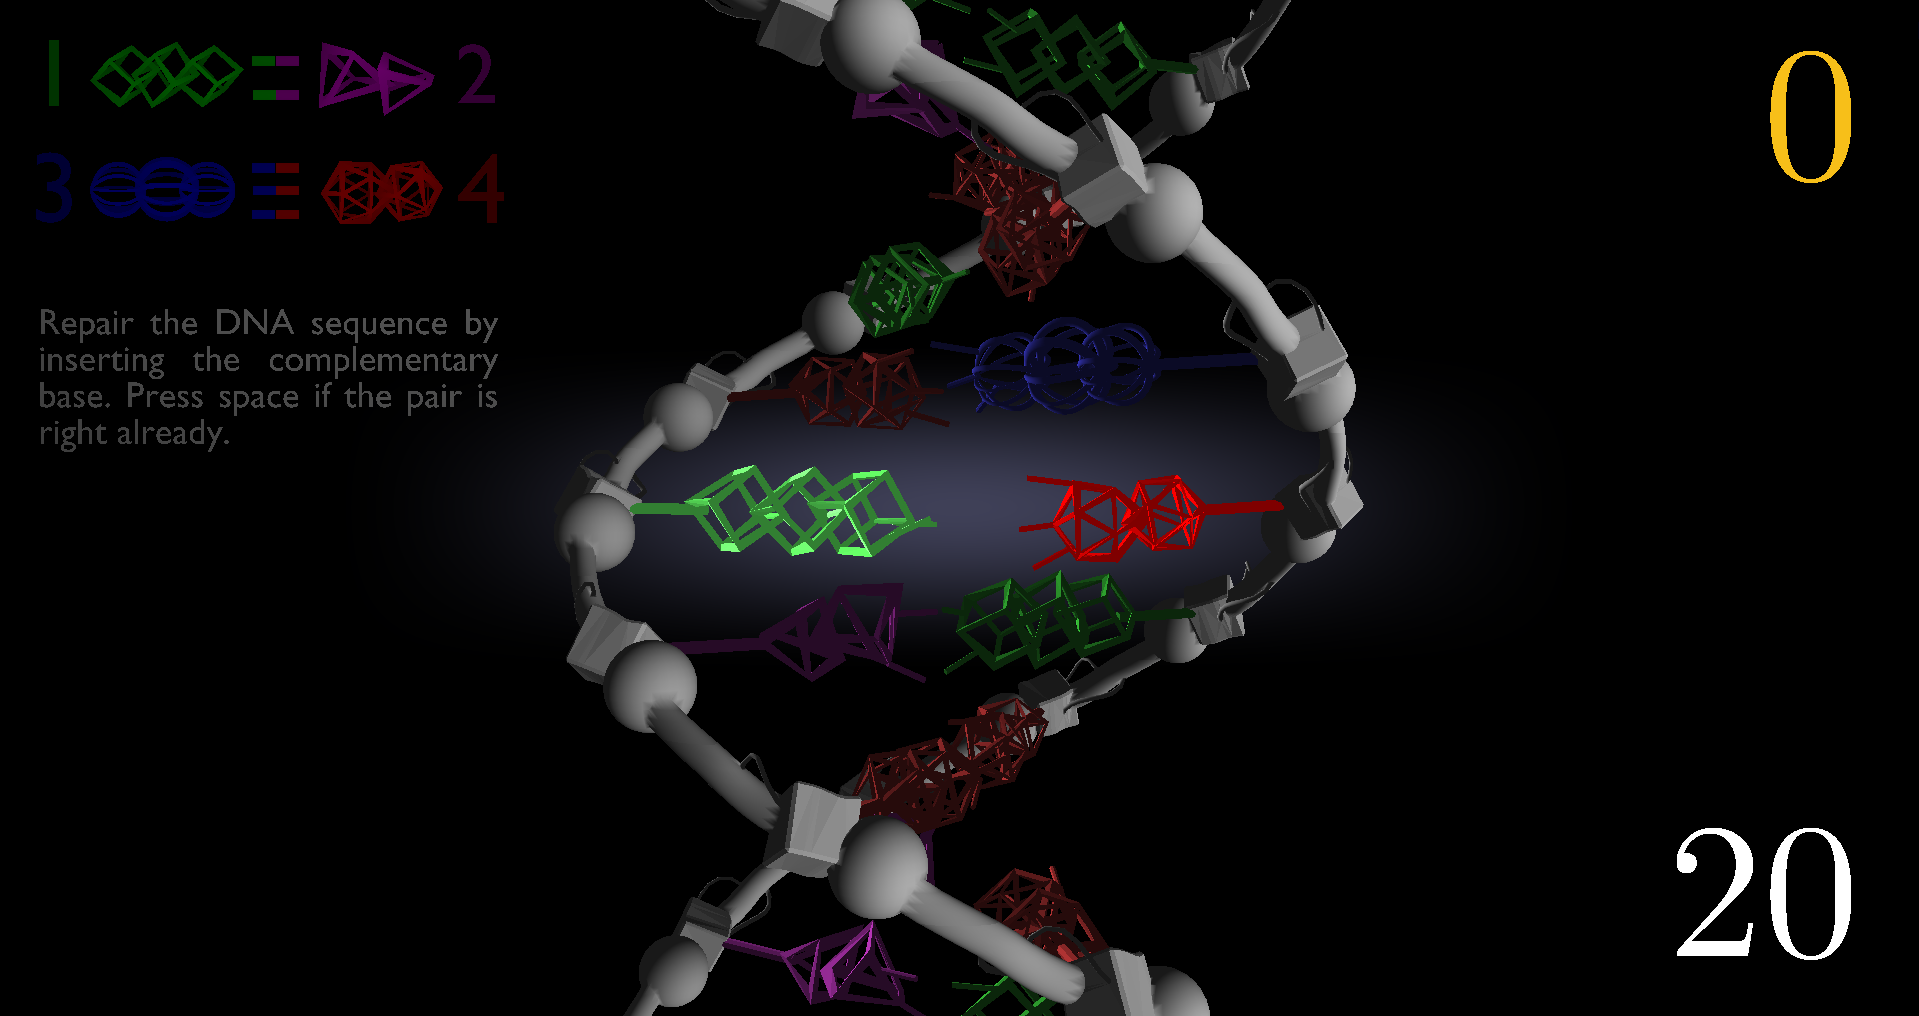 1 2
3 4
Repair the DNA sequence by
inserting the complementary
base. Press space if the pair is
right already.
0
20